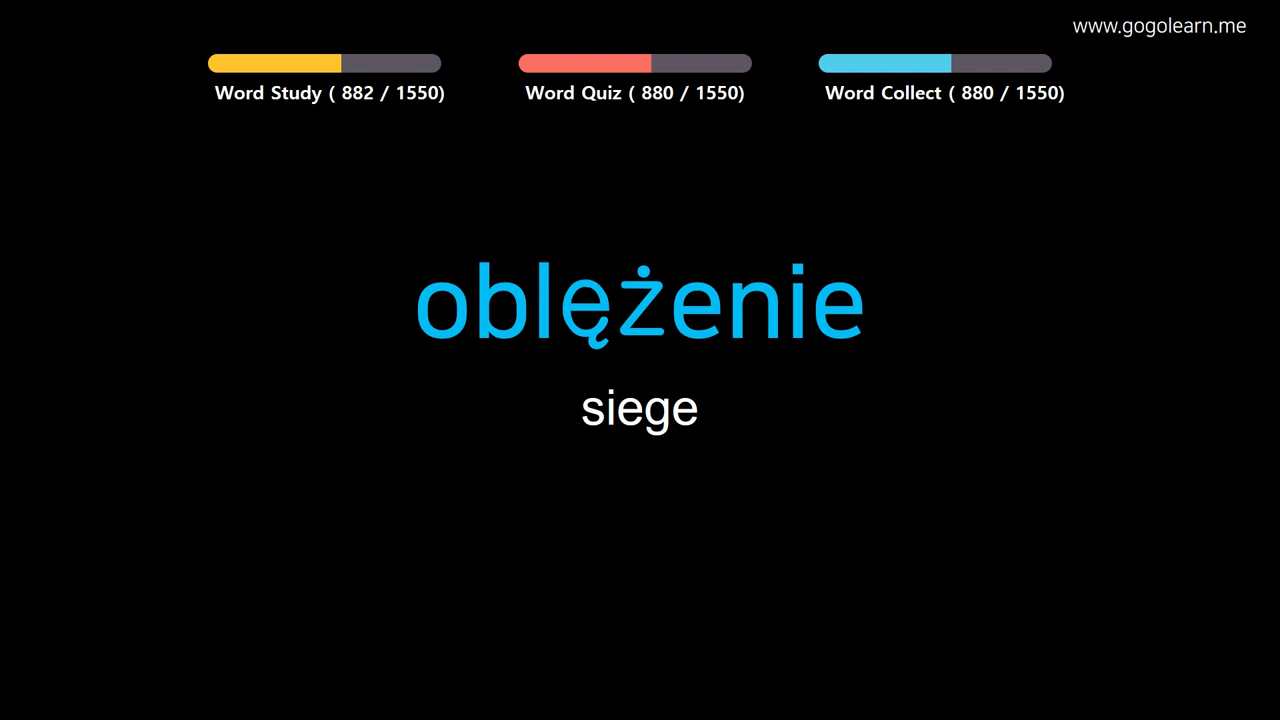 www.gogolearn.me
Word Study ( 882 / 1550)
Word Quiz ( 880 / 1550)
Word Collect ( 880 / 1550)
oblężenie
siege